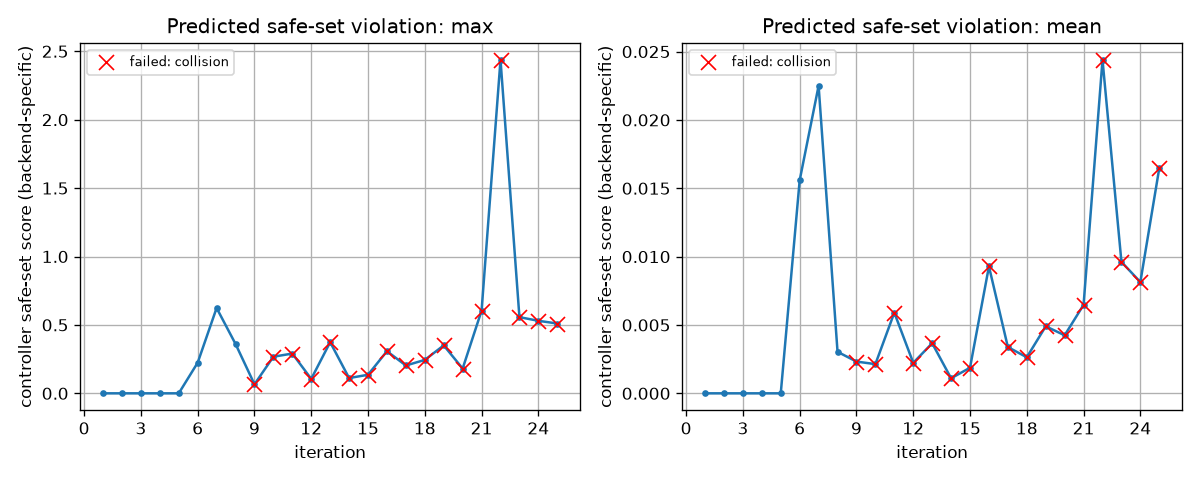 Predicted safe-set violation: max
controller safe-set score (backend-specific)
2.5
2.0
1.5
1.0
0.5
0.0
failed: collision
0 3 6 9 12 15 18 21 24
iteration
Predicted safe-set violation: mean
controller safe-set score (backend-specific)
0.025
0.020
0.015
0.010
0.005
0.000
failed: collision
0 3 6 9 12 15 18 21 24
iteration